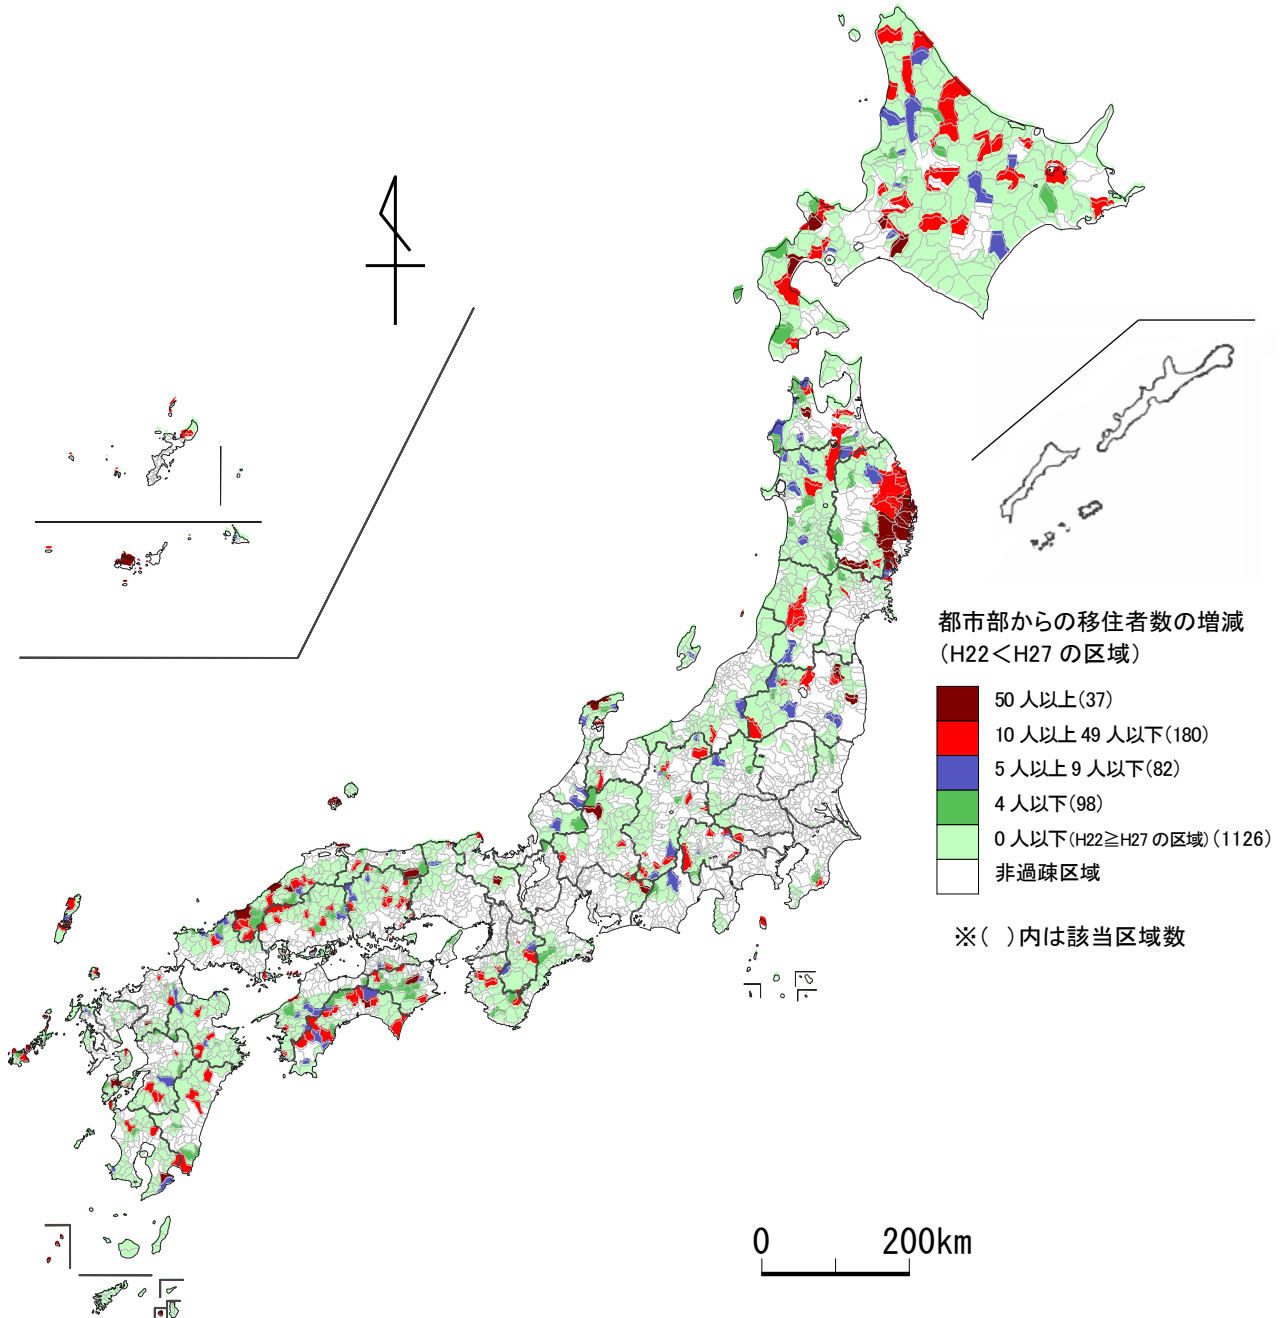 都市部からの移住者数の増減
(H22<H27 の区域)
50 人以上(37)
10 人以上 49 人以下(180)
5 人以上 9 人以下(82)
4 人以下(98)
0 人以下(H22≧H27 の区域)(1126)
非過疎区域
※( )内は該当区域数
0 200km